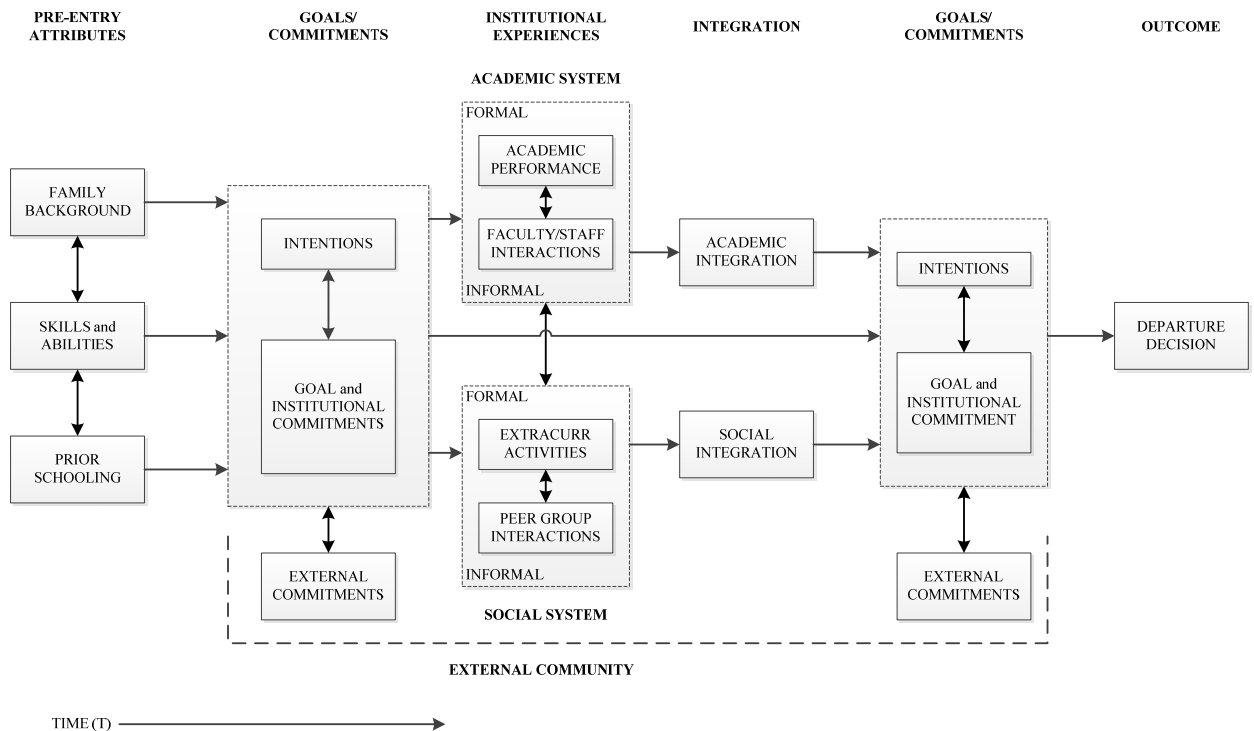 PRE-ENTRY
ATTRIBUTES
GOALS/
COMMITMENTS
INSTITUTIONAL
EXPERIENCES
INTEGRATION
GOALS/
COMMITMENTS
OUTCOME
ACADEMIC SYSTEM
FORMAL
ACADEMIC
PERFORMANCE
FAMILY
BACKGROUND
INTENTIONS
FACULTY/STAFF
INTERACTIONS
ACADEMIC
INTEGRATION
INTENTIONS
INFORMAL
SKILLS and
ABILITIES
DEPARTURE
DECISION
GOAL and
INSTITUTIONAL
COMMITMENTS
GOAL and
INSTITUTIONAL
COMMITMENT
FORMAL
EXTRACURR
ACTIVITIES
SOCIAL
INTEGRATION
PRIOR
SCHOOLING
PEER GROUP
INTERACTIONS
INFORMAL
EXTERNAL
COMMITMENTS
EXTERNAL
COMMITMENTS
SOCIAL SYSTEM
EXTERNAL COMMUNITY
TIME (T)